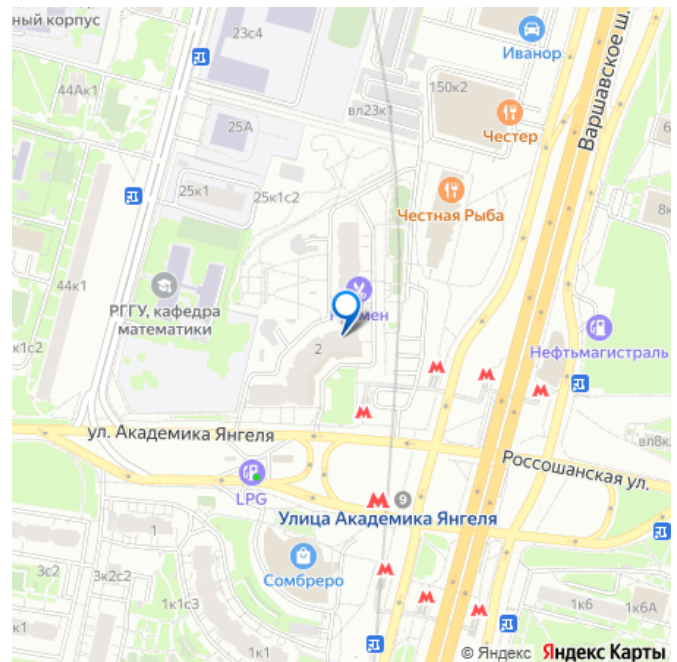 ный корпус
23с4
44Ак1
25А
вл23к1
150к2
Иванор
Честер
Варшавское ш.
25к1
25к1с2
Честная Рыба
44к1
РГГУ, кафедра
математики
к1с2
2
Нефтьмагистраль
ул. Академика Янгеля
Россошанская ул.
LPG
9
Улица Академика Янгеля
Сомбреро
1
3с2
3к2с2
1к1с3
к1
1к1
1к6
1к6А
© Яндекс Яндекс Карты